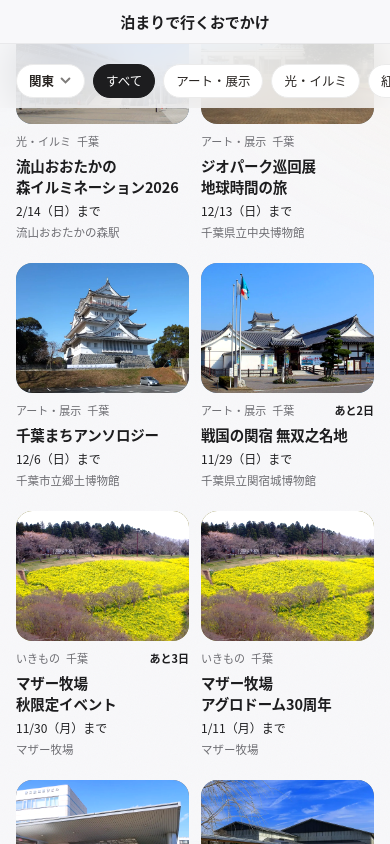 泊まりで行くおでかけ
関東
すべて
アート・展示
光・イルミ
光・イルミ 千葉
流山おおたかの
森イルミネーション2026
2/14（日）まで
流山おおたかの森駅
アート・展示 千葉
ジオパーク巡回展
地球時間の旅
12/13（日）まで
千葉県立中央博物館
アート・展示 千葉
千葉まちアンソロジー
12/6（日）まで
千葉市立郷土博物館
アート・展示 千葉 あと2日
戦国の関宿 無双之名地
11/29（日）まで
千葉県立関宿城博物館
いきもの 千葉 あと3日
マザー牧場
秋限定イベント
11/30（月）まで
マザー牧場
いきもの 千葉
マザー牧場
アグロドーム30周年
1/11（月）まで
マザー牧場